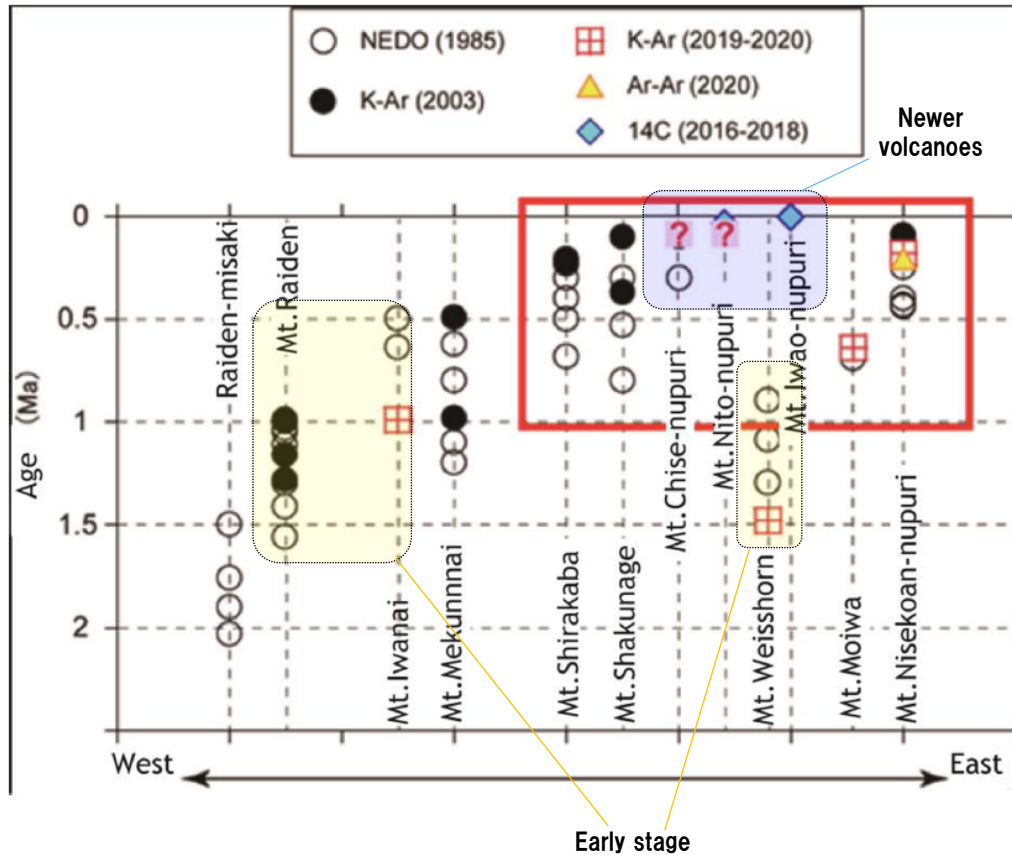 NEDO (1985)
K-Ar (2003)
K-Ar (2019-2020)
Ar-Ar (2020)
14C (2016-2018)
Newer
volcanoes
0
0.5
1
1.5
2
Age (Ma)
Raiden-misaki
Mt.Raiden
Mt.Iwanai
Mt.Mekunnnai
Mt.Shirakaba
Mt.Shakunage
Mt.Chise-nupuri
Mt.Nito-nupuri
Mt.Weisshorn
Mt.Iwao-nupuri
Mt.Moiwa
Mt.Nisekoan-nupuri
?
?
West
East
Early stage